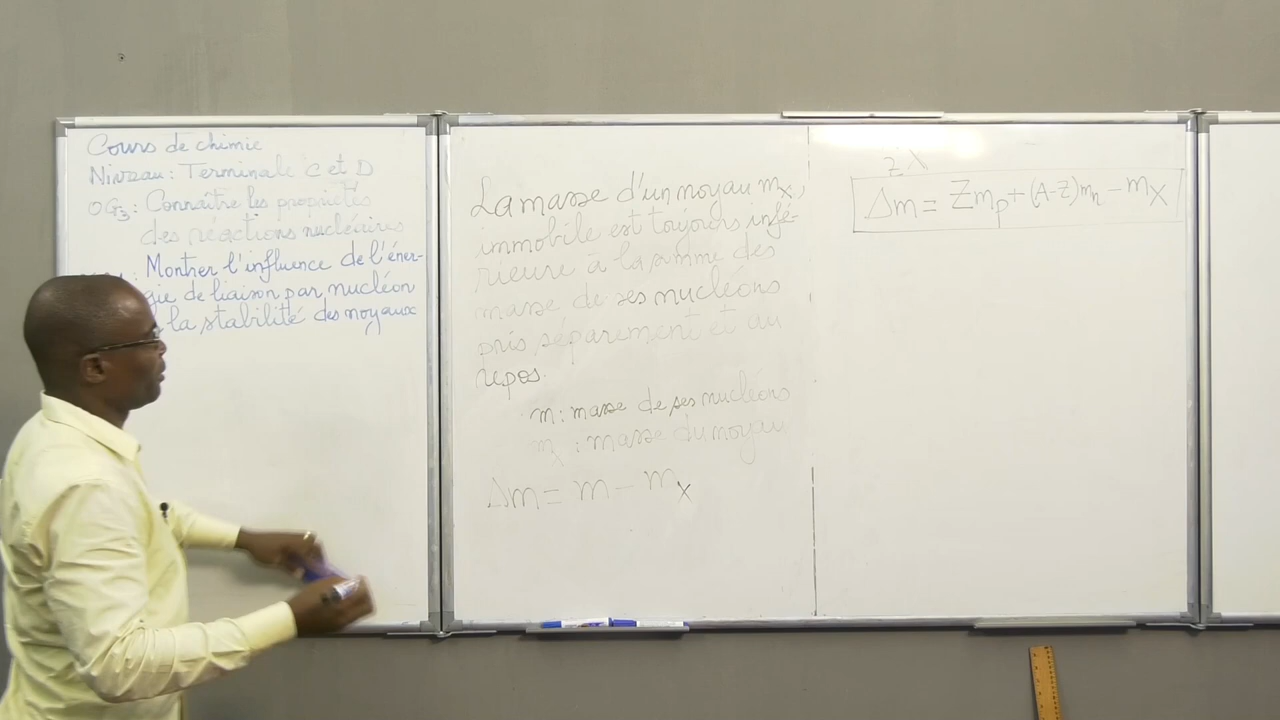 Cours de chimie
Niveau : Terminale C et D
OG3 : Connaître les propriétés
des réactions nucléaires
Montrer l'influence de l'éner-
gie de liaison par nucléon
la stabilité des noyaux
La masse d'un noyau mX,
immobile est toujours infé-
rieure à la somme des
masse de ses nucléons
pris séparement et au
repos.
m : masse de ses nucléons
mX : masse du noyau
Δm = m - mX
ZX
Δm = Zmp + (A-Z)mn - mX